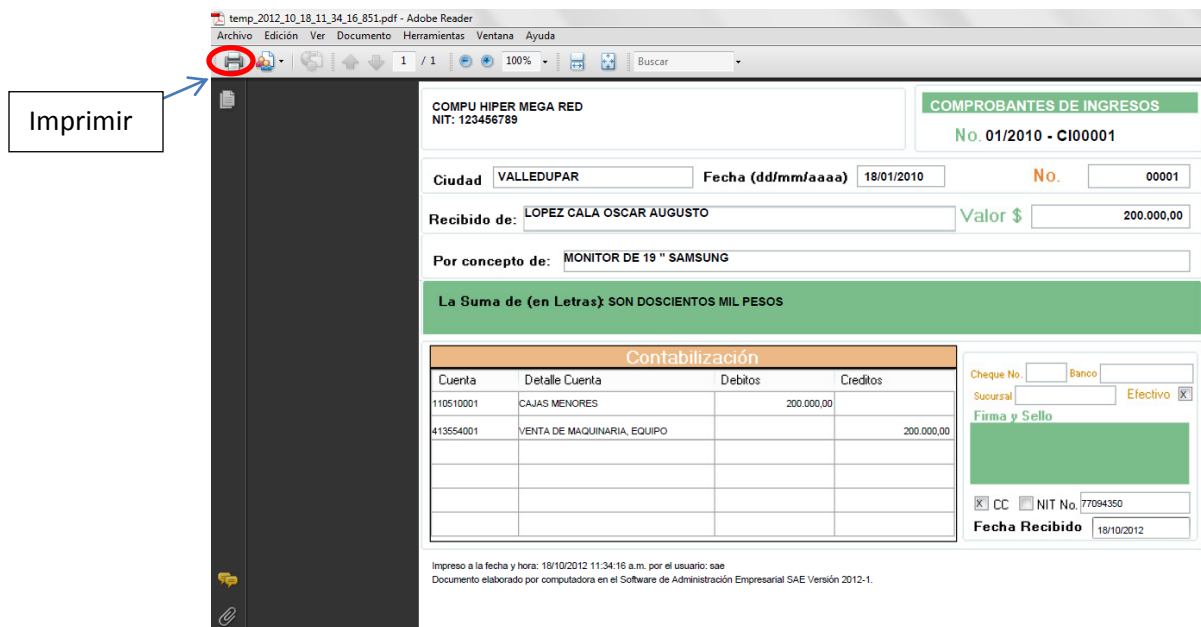 temp_2012_10_18_11_34_16_851.pdf - Adobe Reader
Archivo Edición Ver Documento Herramientas Ventana Ayuda
1 / 1 100% Buscar
Imprimir
COMPU HIPER MEGA RED
NIT: 123456789
COMPROBANTES DE INGRESOS
No. 01/2010 - CI00001
Ciudad VALLEDUPAR Fecha (dd/mm/aaaa) 18/01/2010 No. 00001
Recibido de: LOPEZ CALA OSCAR AUGUSTO Valor $ 200.000,00
Por concepto de: MONITOR DE 19 " SAMSUNG
La Suma de (en Letras): SON DOSCIENTOS MIL PESOS
Contabilización
Cuenta Detalle Cuenta Debitos Creditos
110510001 CAJAS MENORES 200.000,00
413554001 VENTA DE MAQUINARIA, EQUIPO 200.000,00
Cheque No. Banco
Sucursal Efectivo X
Firma y Sello
X CC NIT No. 77094350
Fecha Recibido 18/10/2012
Impreso a la fecha y hora: 18/10/2012 11:34:16 a.m. por el usuario: sae
Documento elaborado por computadora en el Software de Administración Empresarial SAE Versión 2012-1.